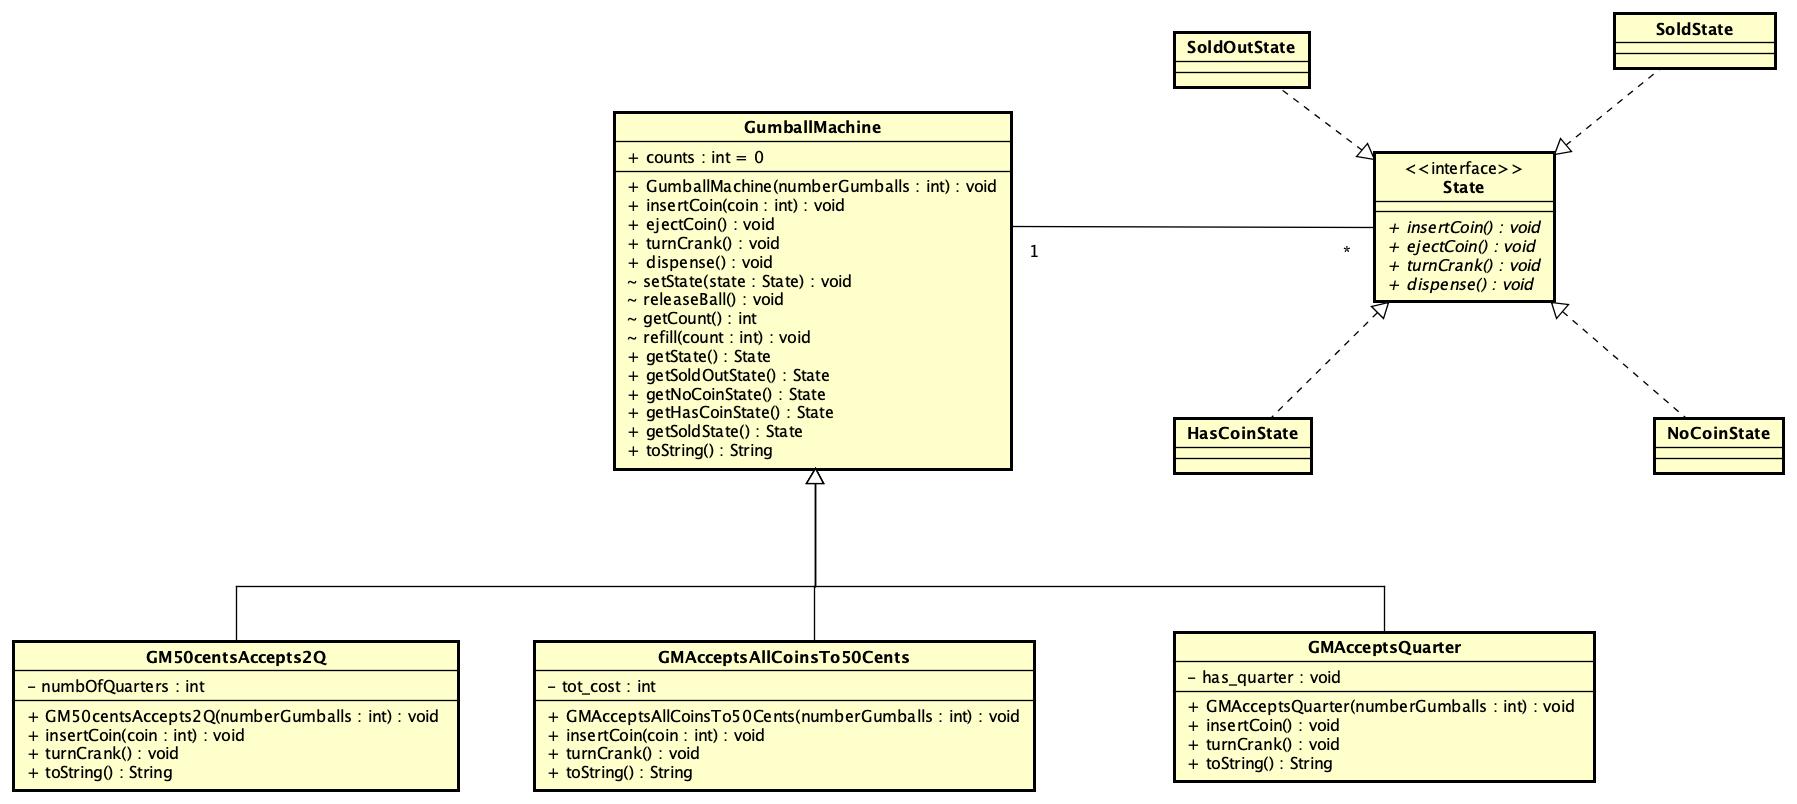 SoldOutState
SoldState
GumballMachine
+ counts : int = 0
+ GumballMachine(numberGumballs : int) : void
+ insertCoin(coin : int) : void
+ ejectCoin() : void
+ turnCrank() : void
+ dispense() : void
~ setState(state : State) : void
~ releaseBall() : void
~ getCount() : int
~ refill(count : int) : void
+ getState() : State
+ getSoldOutState() : State
+ getNoCoinState() : State
+ getHasCoinState() : State
+ getSoldState() : State
+ toString() : String
1
*
<<interface>>
State
+ insertCoin() : void
+ ejectCoin() : void
+ turnCrank() : void
+ dispense() : void
HasCoinState
NoCoinState
GM50centsAccepts2Q
- numbOfQuarters : int
+ GM50centsAccepts2Q(numberGumballs : int) : void
+ insertCoin(coin : int) : void
+ turnCrank() : void
+ toString() : String
GMAcceptsAllCoinsTo50Cents
- tot_cost : int
+ GMAcceptsAllCoinsTo50Cents(numberGumballs : int) : void
+ insertCoin(coin : int) : void
+ turnCrank() : void
+ toString() : String
GMAcceptsQuarter
- has_quarter : void
+ GMAcceptsQuarter(numberGumballs : int) : void
+ insertCoin() : void
+ turnCrank() : void
+ toString() : String